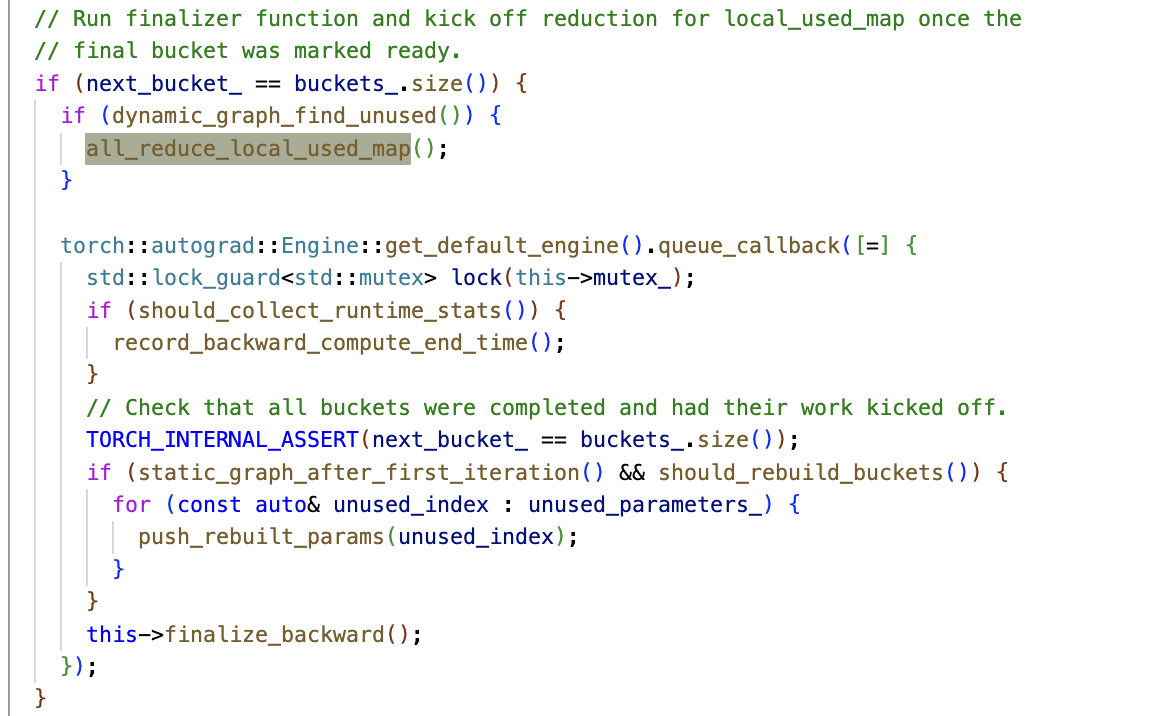 // Run finalizer function and kick off reduction for local_used_map once the
// final bucket was marked ready.
if (next_bucket_ == buckets_.size()) {
  if (dynamic_graph_find_unused()) {
    all_reduce_local_used_map();
  }

  torch::autograd::Engine::get_default_engine().queue_callback([=] {
    std::lock_guard<std::mutex> lock(this->mutex_);
    if (should_collect_runtime_stats()) {
      record_backward_compute_end_time();
    }
    // Check that all buckets were completed and had their work kicked off.
    TORCH_INTERNAL_ASSERT(next_bucket_ == buckets_.size());
    if (static_graph_after_first_iteration() && should_rebuild_buckets()) {
      for (const auto& unused_index : unused_parameters_) {
        push_rebuilt_params(unused_index);
      }
    }
    this->finalize_backward();
  });
}